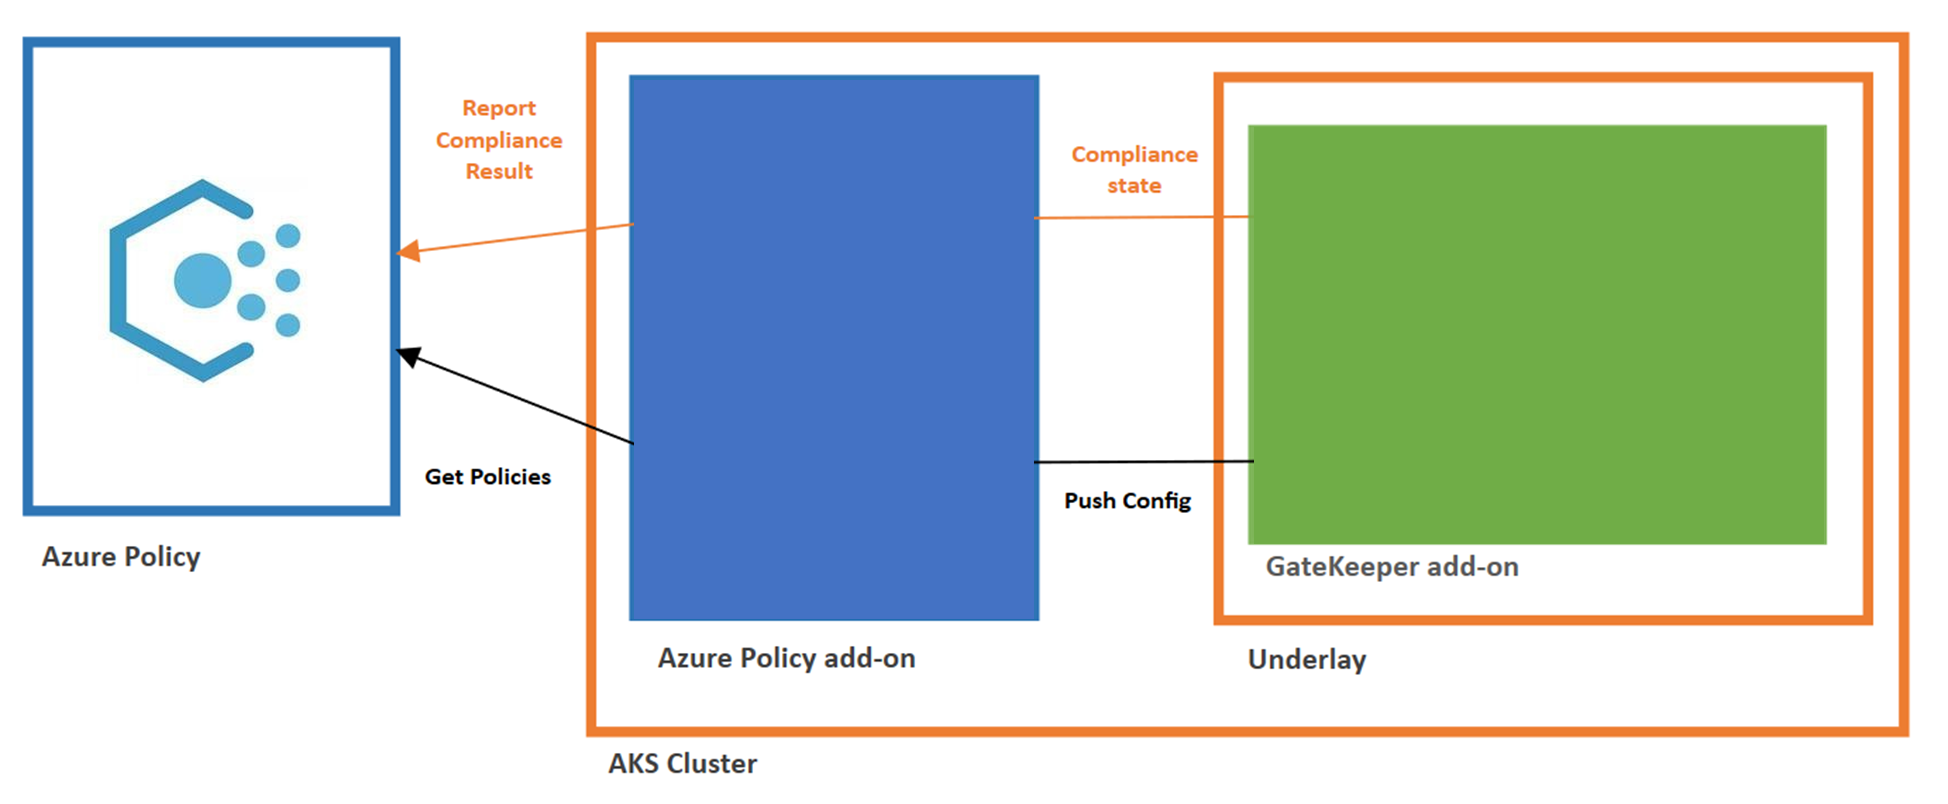 Report
Compliance
Result
Compliance
state
Get Policies
Push Config
Azure Policy
GateKeeper add-on
Azure Policy add-on
Underlay
AKS Cluster